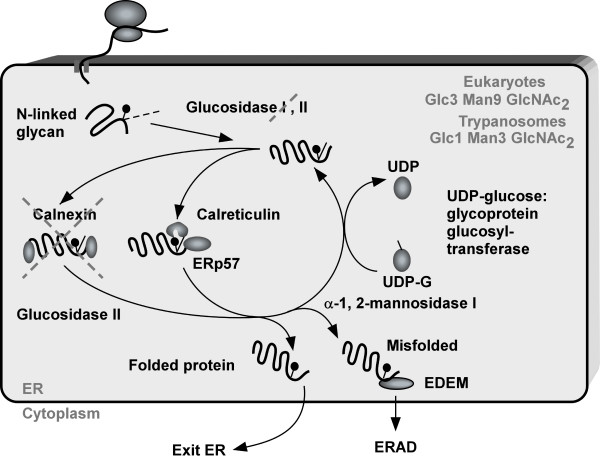 Eukaryotes
Glc3 Man9 GlcNAc2
Trypanosomes
Glc1 Man3 GlcNAc2
N-linked
glycan
Glucosidase I , II
UDP
UDP-glucose:
glycoprotein
glucosyl-
transferase
Calnexin
Calreticulin
ERp57
UDP-G
α-1, 2-mannosidase I
Glucosidase II
Folded protein
Misfolded
EDEM
ER
Cytoplasm
Exit ER
ERAD